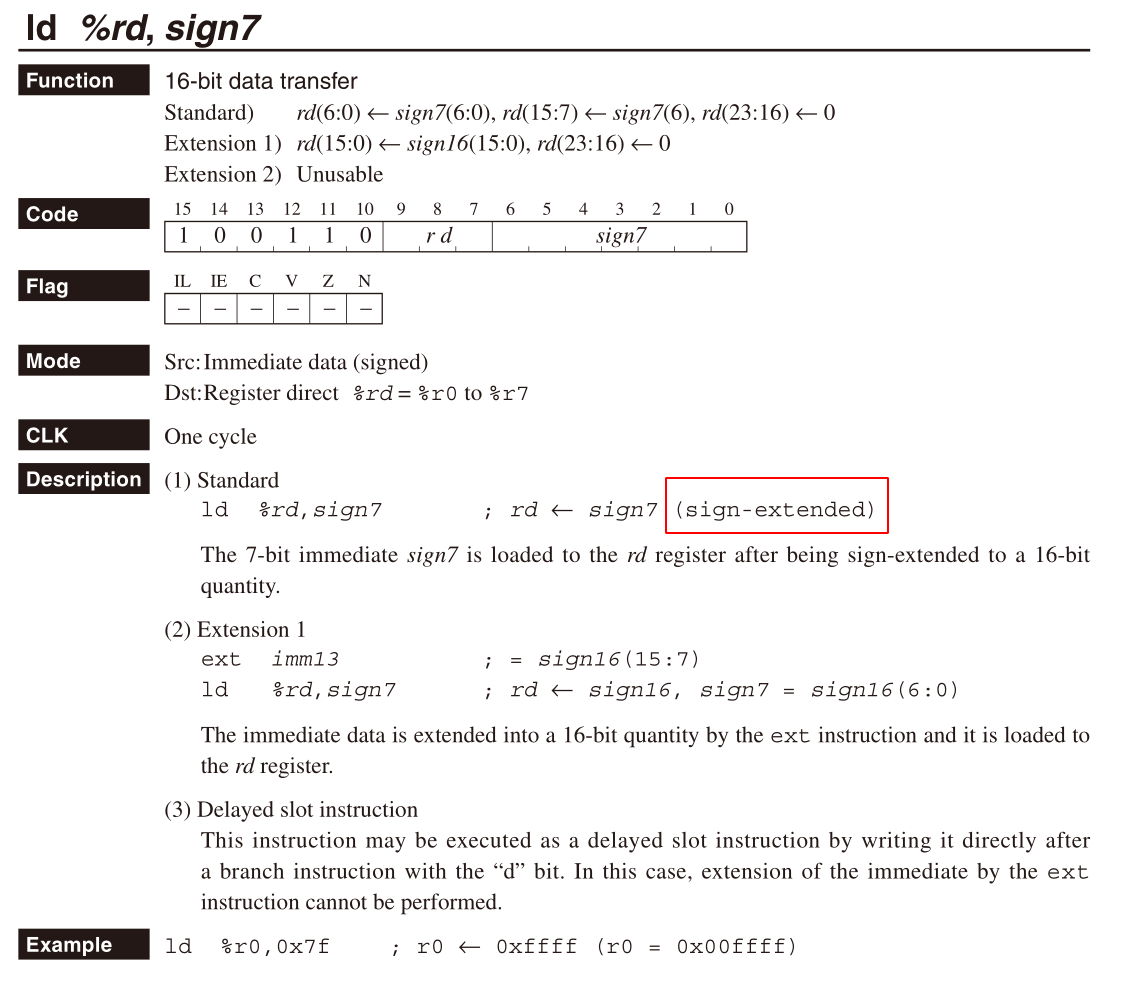 ld %rd, sign7
Function 16-bit data transfer
Standard) rd(6:0) ← sign7(6:0), rd(15:7) ← sign7(6), rd(23:16) ← 0
Extension 1) rd(15:0) ← sign16(15:0), rd(23:16) ← 0
Extension 2) Unusable
15 14 13 12 11 10 9 8 7 6 5 4 3 2 1 0
Code 1 0 0 1 1 0 r d sign7
IL IE C V Z N
Flag – – – – – –
Mode Src:Immediate data (signed)
Dst:Register direct %rd = %r0 to %r7
CLK One cycle
Description (1) Standard
ld %rd,sign7 ; rd ← sign7 (sign-extended)
The 7-bit immediate sign7 is loaded to the rd register after being sign-extended to a 16-bit
quantity.
(2) Extension 1
ext imm13 ; = sign16(15:7)
ld %rd,sign7 ; rd ← sign16, sign7 = sign16(6:0)
The immediate data is extended into a 16-bit quantity by the ext instruction and it is loaded to
the rd register.
(3) Delayed slot instruction
This instruction may be executed as a delayed slot instruction by writing it directly after
a branch instruction with the “d” bit. In this case, extension of the immediate by the ext
instruction cannot be performed.
Example ld %r0,0x7f ; r0 ← 0xffff (r0 = 0x00ffff)